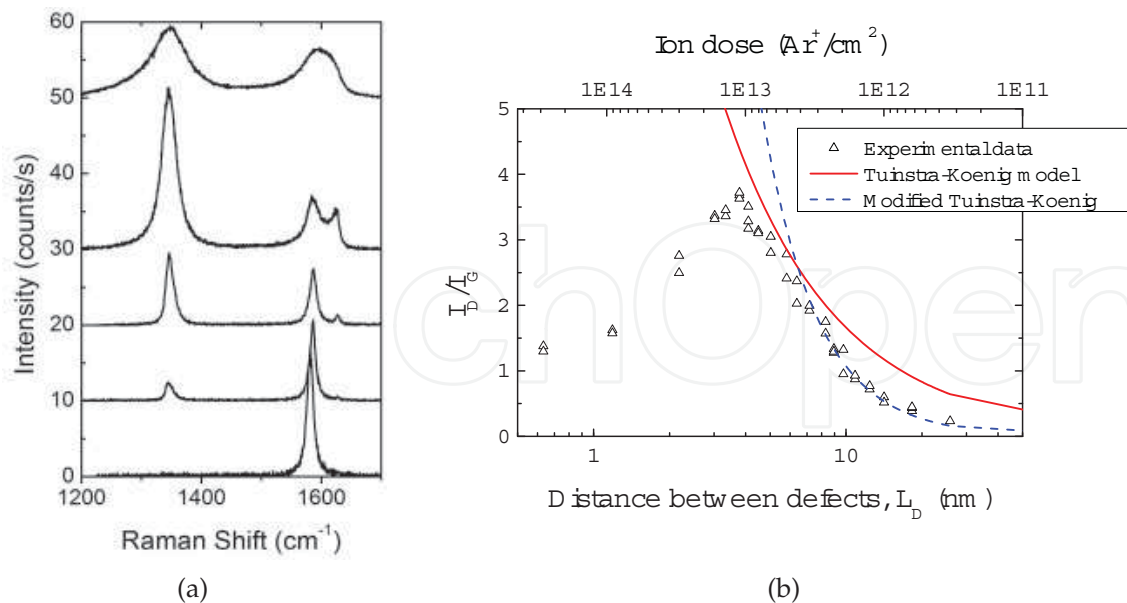 60
50
40
30
20
10
0
Intensity (counts/s)
1200
1400
1600
Raman Shift (cm⁻¹)
(a)
Ion dose (Ar⁺/cm²)
1E14
1E13
1E12
1E11
5
4
3
2
1
0
I_D/I_G
Experimental data
Tuinstra-Koenig model
Modified Tuinstra-Koenig
1
10
Distance between defects, L_D (nm)
(b)
chOpen